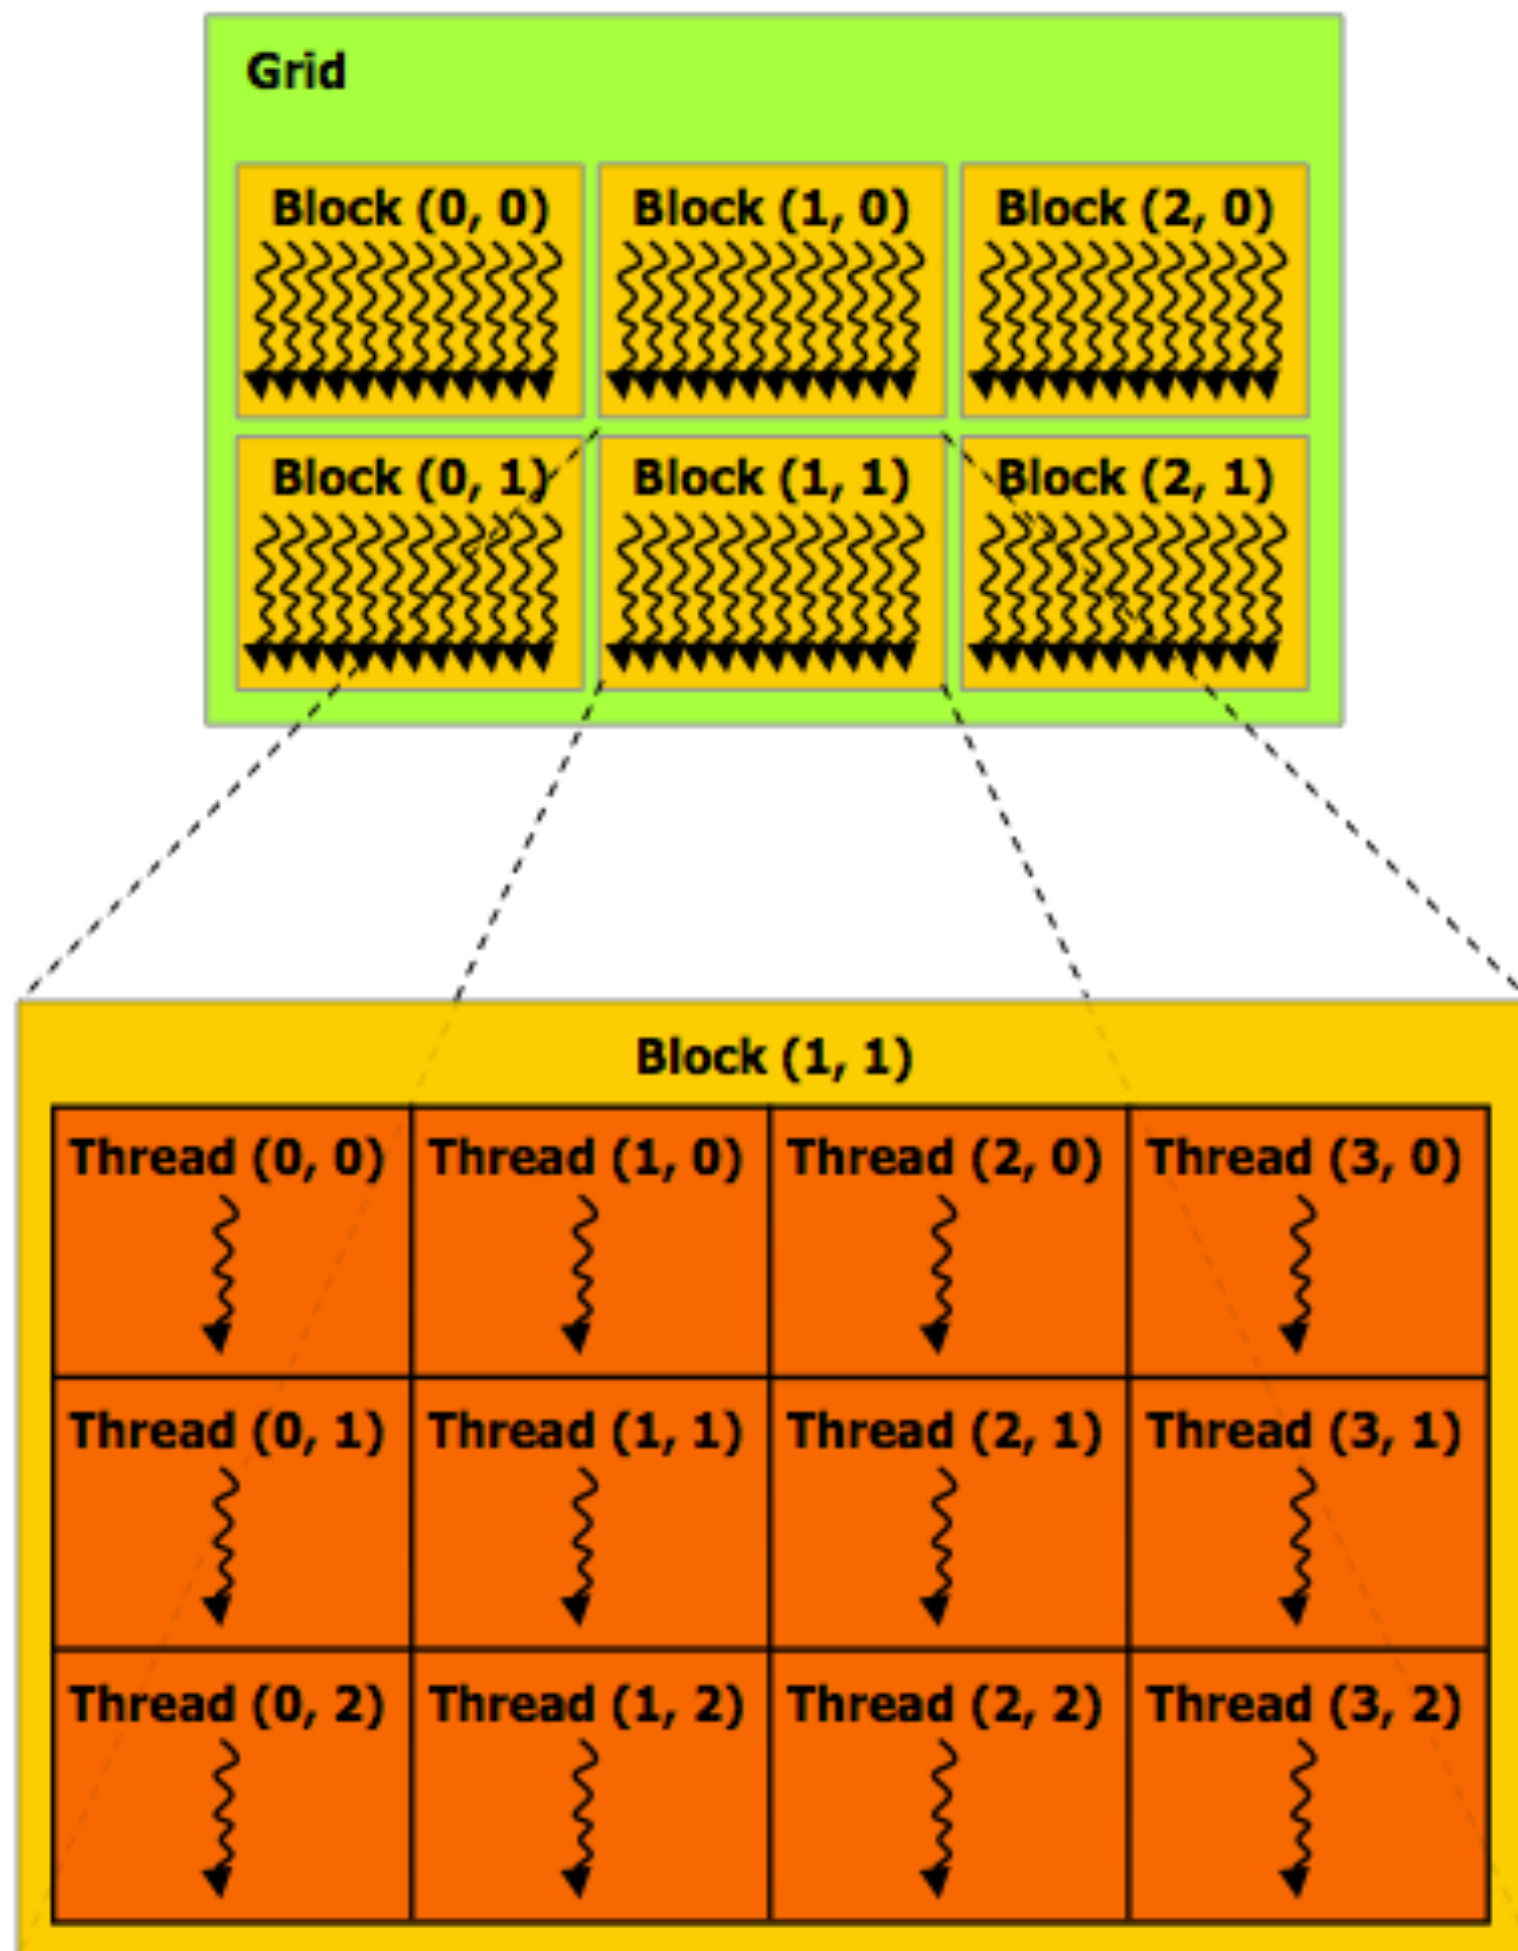 Grid
Block (0, 0) Block (1, 0) Block (2, 0)
Block (0, 1) Block (1, 1) Block (2, 1)
Block (1, 1)
Thread (0, 0) Thread (1, 0) Thread (2, 0) Thread (3, 0)
Thread (0, 1) Thread (1, 1) Thread (2, 1) Thread (3, 1)
Thread (0, 2) Thread (1, 2) Thread (2, 2) Thread (3, 2)